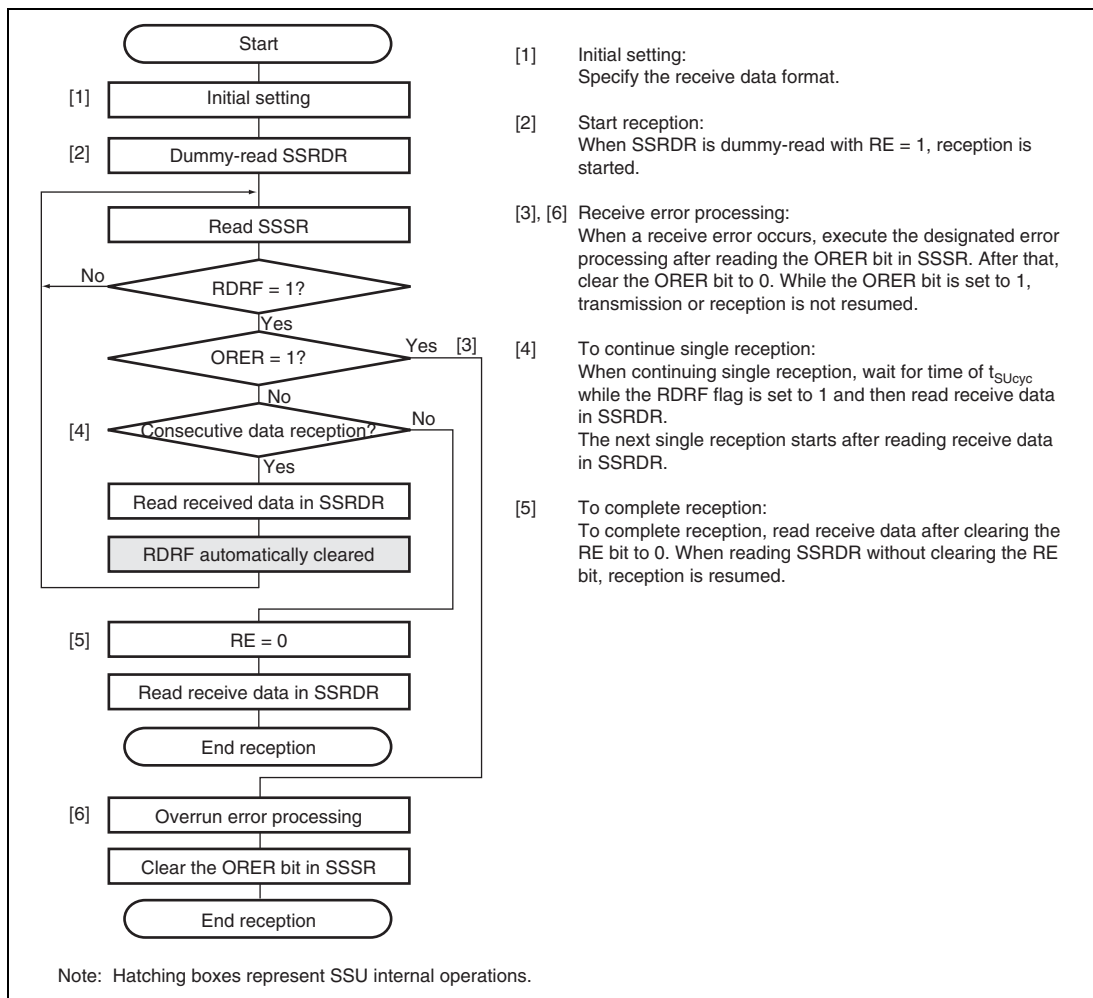 Start
[1] Initial setting
[2] Dummy-read SSRDR
Read SSSR
No
RDRF = 1?
Yes
ORER = 1?
Yes [3]
No
[4] Consecutive data reception?
No
Yes
Read received data in SSRDR
RDRF automatically cleared
[5] RE = 0
Read receive data in SSRDR
End reception
[6] Overrun error processing
Clear the ORER bit in SSSR
End reception
[1] Initial setting:
Specify the receive data format.
[2] Start reception:
When SSRDR is dummy-read with RE = 1, reception is
started.
[3], [6] Receive error processing:
When a receive error occurs, execute the designated error
processing after reading the ORER bit in SSSR. After that,
clear the ORER bit to 0. While the ORER bit is set to 1,
transmission or reception is not resumed.
[4] To continue single reception:
When continuing single reception, wait for time of tSUcyc
while the RDRF flag is set to 1 and then read receive data
in SSRDR.
The next single reception starts after reading receive data
in SSRDR.
[5] To complete reception:
To complete reception, read receive data after clearing the
RE bit to 0. When reading SSRDR without clearing the RE
bit, reception is resumed.
Note: Hatching boxes represent SSU internal operations.